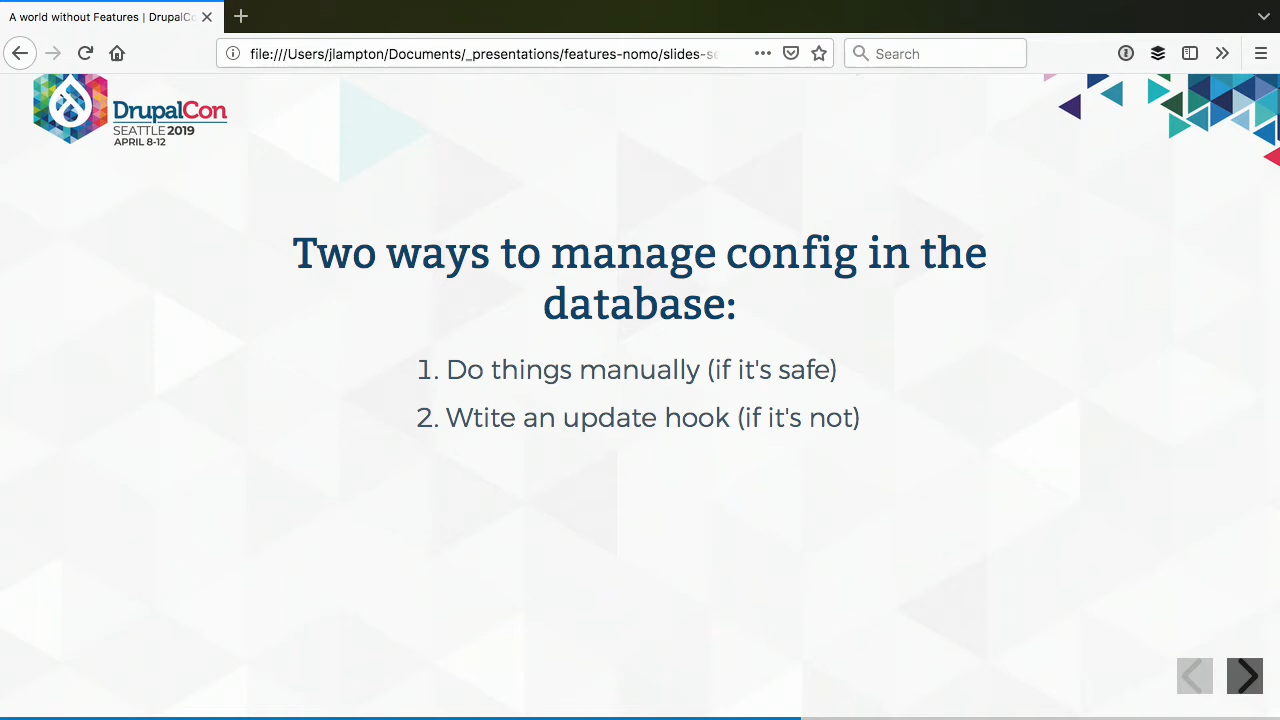 A world without Features | DrupalCo
file:///Users/jlampton/Documents/_presentations/features-nomo/slides-se
Search
DrupalCon
SEATTLE 2019
APRIL 8-12
Two ways to manage config in the
database:
1. Do things manually (if it's safe)
2. Wtite an update hook (if it's not)